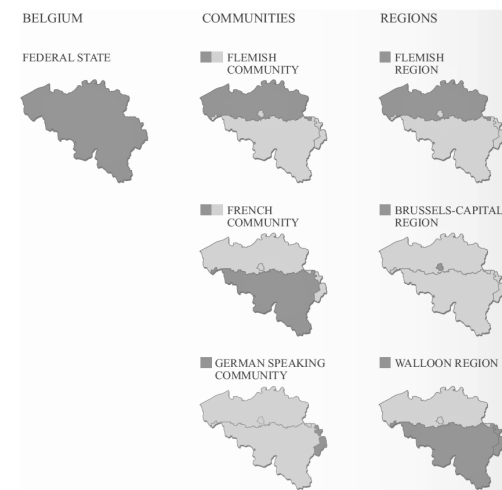 BELGIUM
COMMUNITIES
REGIONS
FEDERAL STATE
FLEMISH
COMMUNITY
FLEMISH
REGION
FRENCH
COMMUNITY
BRUSSELS-CAPITAL
REGION
GERMAN SPEAKING
COMMUNITY
WALLOON REGION